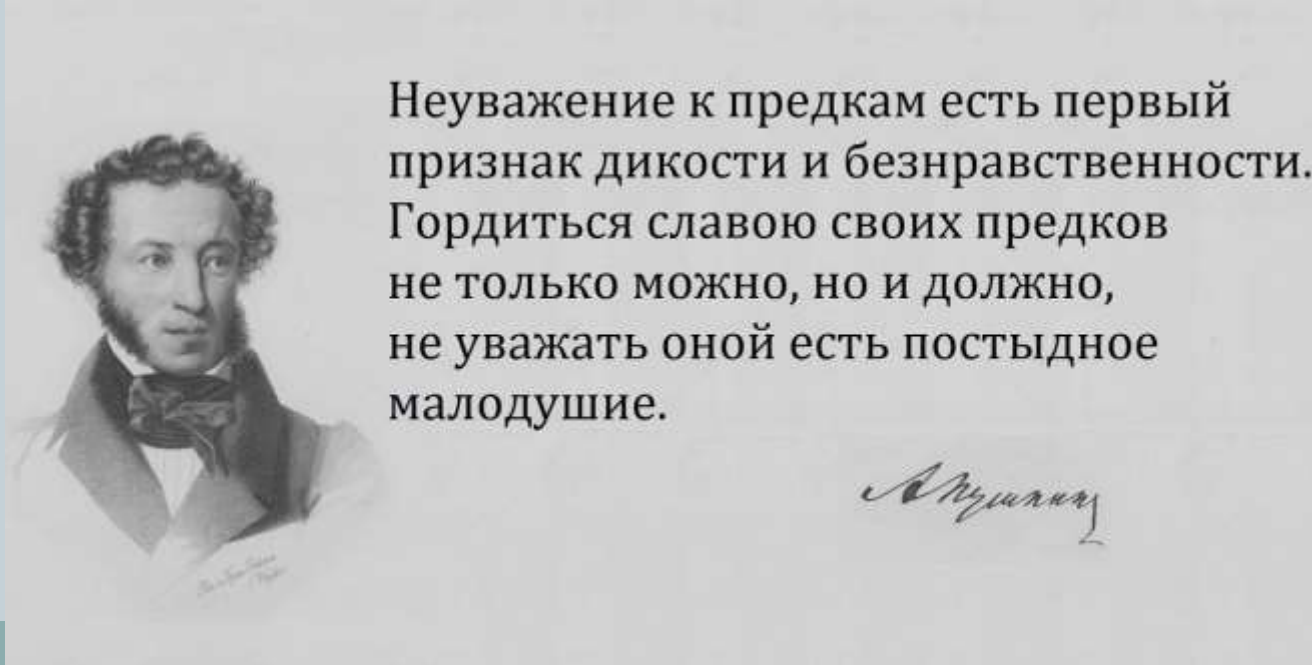 Неуважение к предкам есть первый
признак дикости и безнравственности.
Гордиться славою своих предков
не только можно, но и должно,
не уважать оной есть постыдное
малодушие.
АПушкинъ